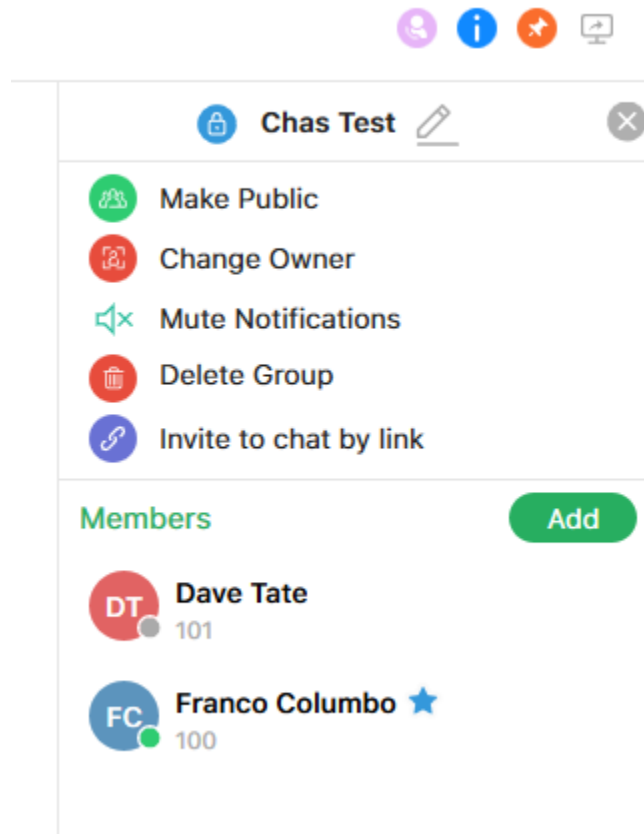 Chas Test
Make Public
Change Owner
Mute Notifications
Delete Group
Invite to chat by link
Members
Add
DT
Dave Tate
101
FC
Franco Columbo
100